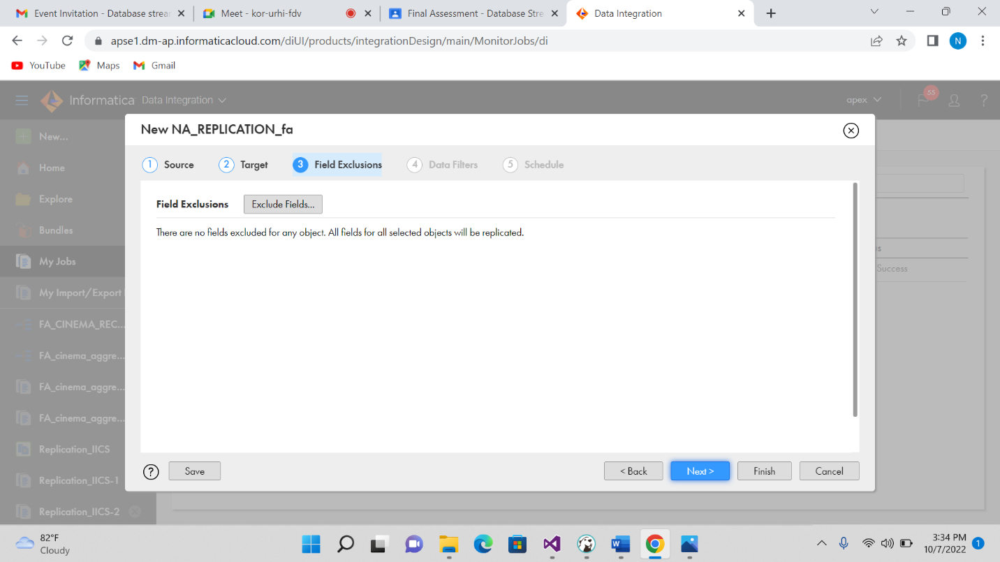 Event Invitation - Database strea
Meet - kor-urhi-fdv
Final Assessment - Database Stre
Data Integration
apse1.dm-ap.informaticacloud.com/diUI/products/integrationDesign/main/MonitorJobs/di
N
YouTube Maps Gmail
Informatica Data Integration
apex
55
?
New...
Home
Explore
Bundles
My Jobs
My Import/Export
FA_CINEMA_REC...
FA_cinema_aggre...
FA_cinema_aggre...
FA_cinema_aggre...
Replication_IICS
Replication_IICS-1
Replication_IICS-2
New NA_REPLICATION_fa
1 Source 2 Target 3 Field Exclusions 4 Data Filters 5 Schedule
Field Exclusions Exclude Fields...
There are no fields excluded for any object. All fields for all selected objects will be replicated.
Success
? Save < Back Next > Finish Cancel
82°F
Cloudy
3:34 PM
10/7/2022
1